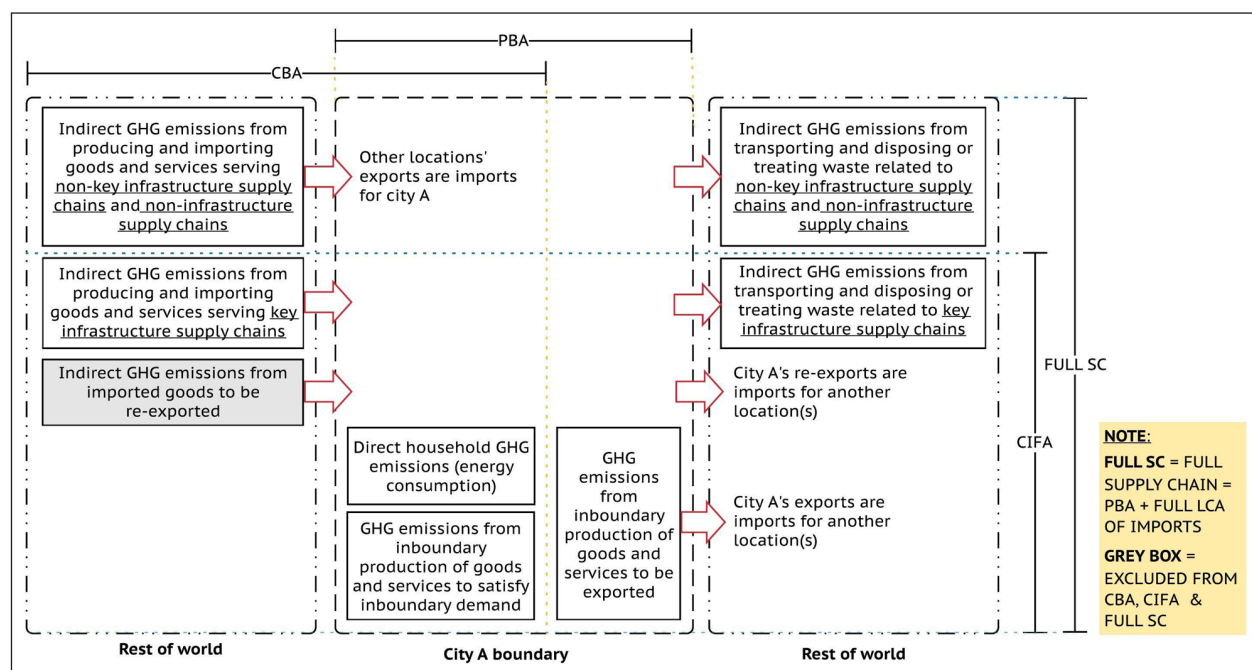 PBA
CBA
Indirect GHG emissions from
producing and importing
goods and services serving
non-key infrastructure supply
chains and non-infrastructure
supply chains
Other locations'
exports are imports
for city A
Indirect GHG emissions from
transporting and disposing or
treating waste related to
non-key infrastructure supply
chains and non-infrastructure
supply chains
Indirect GHG emissions from
producing and importing
goods and services serving key
infrastructure supply chains
Indirect GHG emissions from
transporting and disposing or
treating waste related to key
infrastructure supply chains
Indirect GHG emissions from
imported goods to be
re-exported
City A's re-exports are
imports for another
location(s)
Direct household GHG
emissions (energy
consumption)
GHG emissions from
inboundary
production of goods
and services to satisfy
inboundary demand
GHG
emissions
from
inboundary
production of
goods and
services to be
exported
City A's exports are
imports for another
location(s)
FULL SC
CIFA
NOTE:
FULL SC = FULL
SUPPLY CHAIN =
PBA + FULL LCA
OF IMPORTS
GREY BOX =
EXCLUDED FROM
CBA, CIFA &
FULL SC
Rest of world
City A boundary
Rest of world